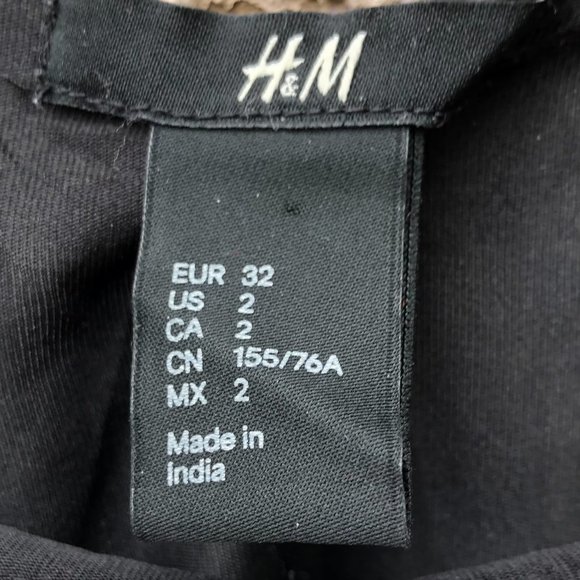 H&M
EUR 32
US 2
CA 2
CN 155/76A
MX 2
Made in
India